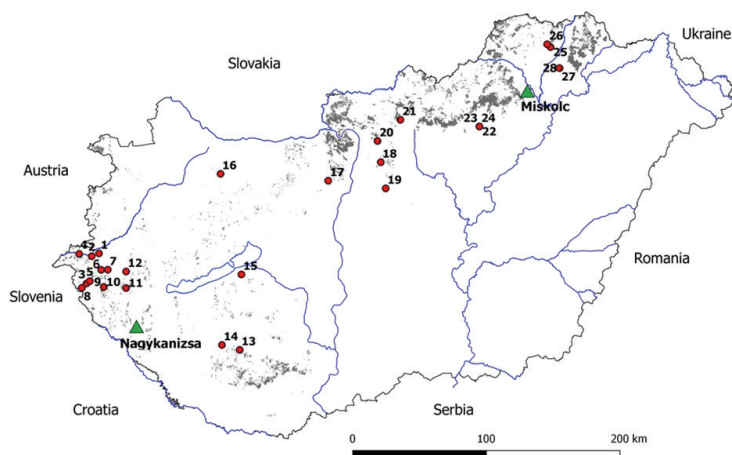 26
Ukraine
25
Slovakia
28
27
Miskolc
21
23 24
20
22
18
16
Austria
17
19
4 2 1
Romania
6 7
12
15
3 5
9 10
11
Slovenia
8
14 13
Nagykanizsa
Croatia
Serbia
0 100 200 km